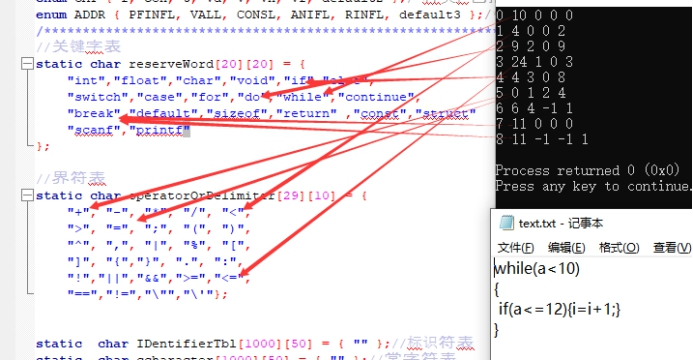 enum ADDR { PFINFL, VALL, CONSL, ANIFL, RINFL, default3 };/
//关键字表
static char reserveWord[20][20] = {
"int","float","char","void","if","else",
"switch","case","for","do","while","continue",
"break","default","sizeof","return" ,"const","struct"
"scanf","printf"
};
//界符表
static char operatorOrDelimiter[29][10] = {
"+", "-", "*", "/", "<",
">", "=", ";", "(", ")",
"^", ",", "|", "%", "[",
"]", "{","}", ".", ":",
"!","||","&&",">=","<=",
"==","!=","\"","\'"};
static char IDentifierTbl[1000][50] = { "" };//标识符表
0 10 0 0 0
1 4 0 0 2
2 9 2 0 9
3 24 1 0 3
4 4 3 0 8
5 0 1 2 4
6 6 4 -1 1
7 11 0 0 0
8 11 -1 -1 1
Process returned 0 (0x0)
Press any key to continue.
text.txt - 记事本
文件(F) 编辑(E) 格式(O) 查看(V)
while(a<10)
{
if(a<=12){i=i+1;}
}